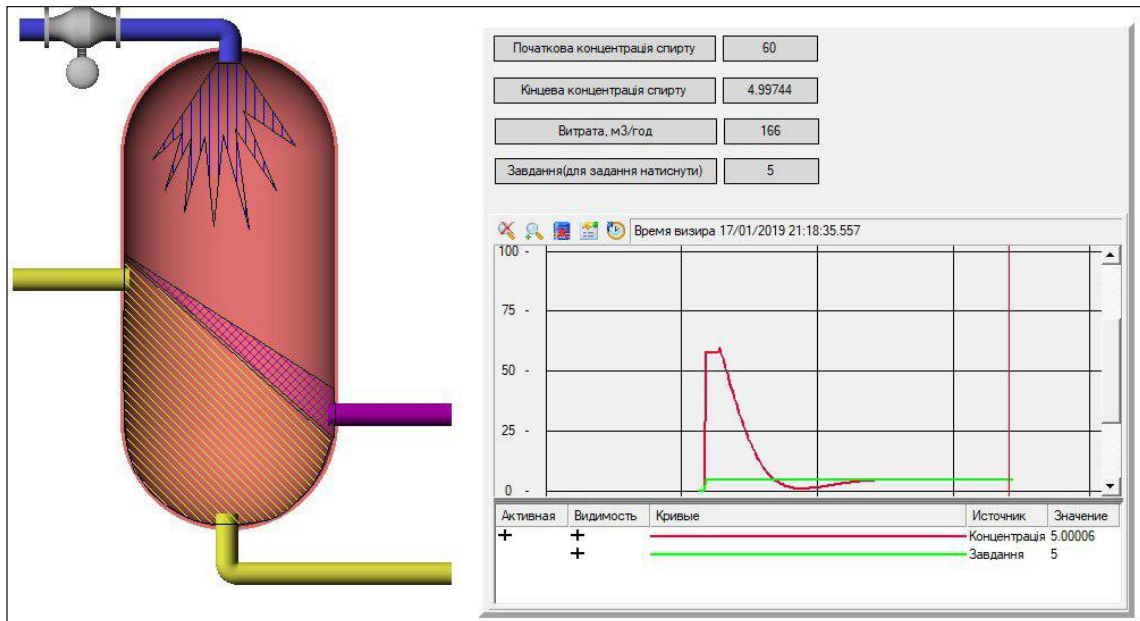 Початкова концентрація спирту 60
Кінцева концентрація спирту 4.99744
Витрата, м3/год 166
Завдання(для задання натиснути) 5
Время визира 17/01/2019 21:18:35.557
100 -
75 -
50 -
25 -
0 -
Активная Видимость Кривые Источник Значение
Концентрація 5.00006
Завдання 5